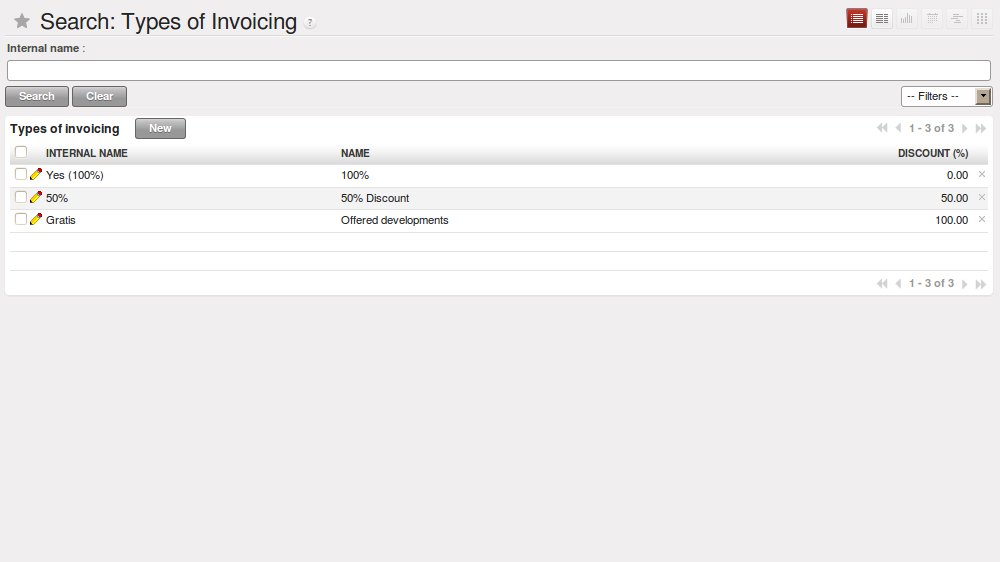 Search: Types of Invoicing ?
Internal name :
Search Clear -- Filters --
Types of invoicing New 1 - 3 of 3
INTERNAL NAME NAME DISCOUNT (%)
Yes (100%) 100% 0.00
50% 50% Discount 50.00
Gratis Offered developments 100.00
1 - 3 of 3